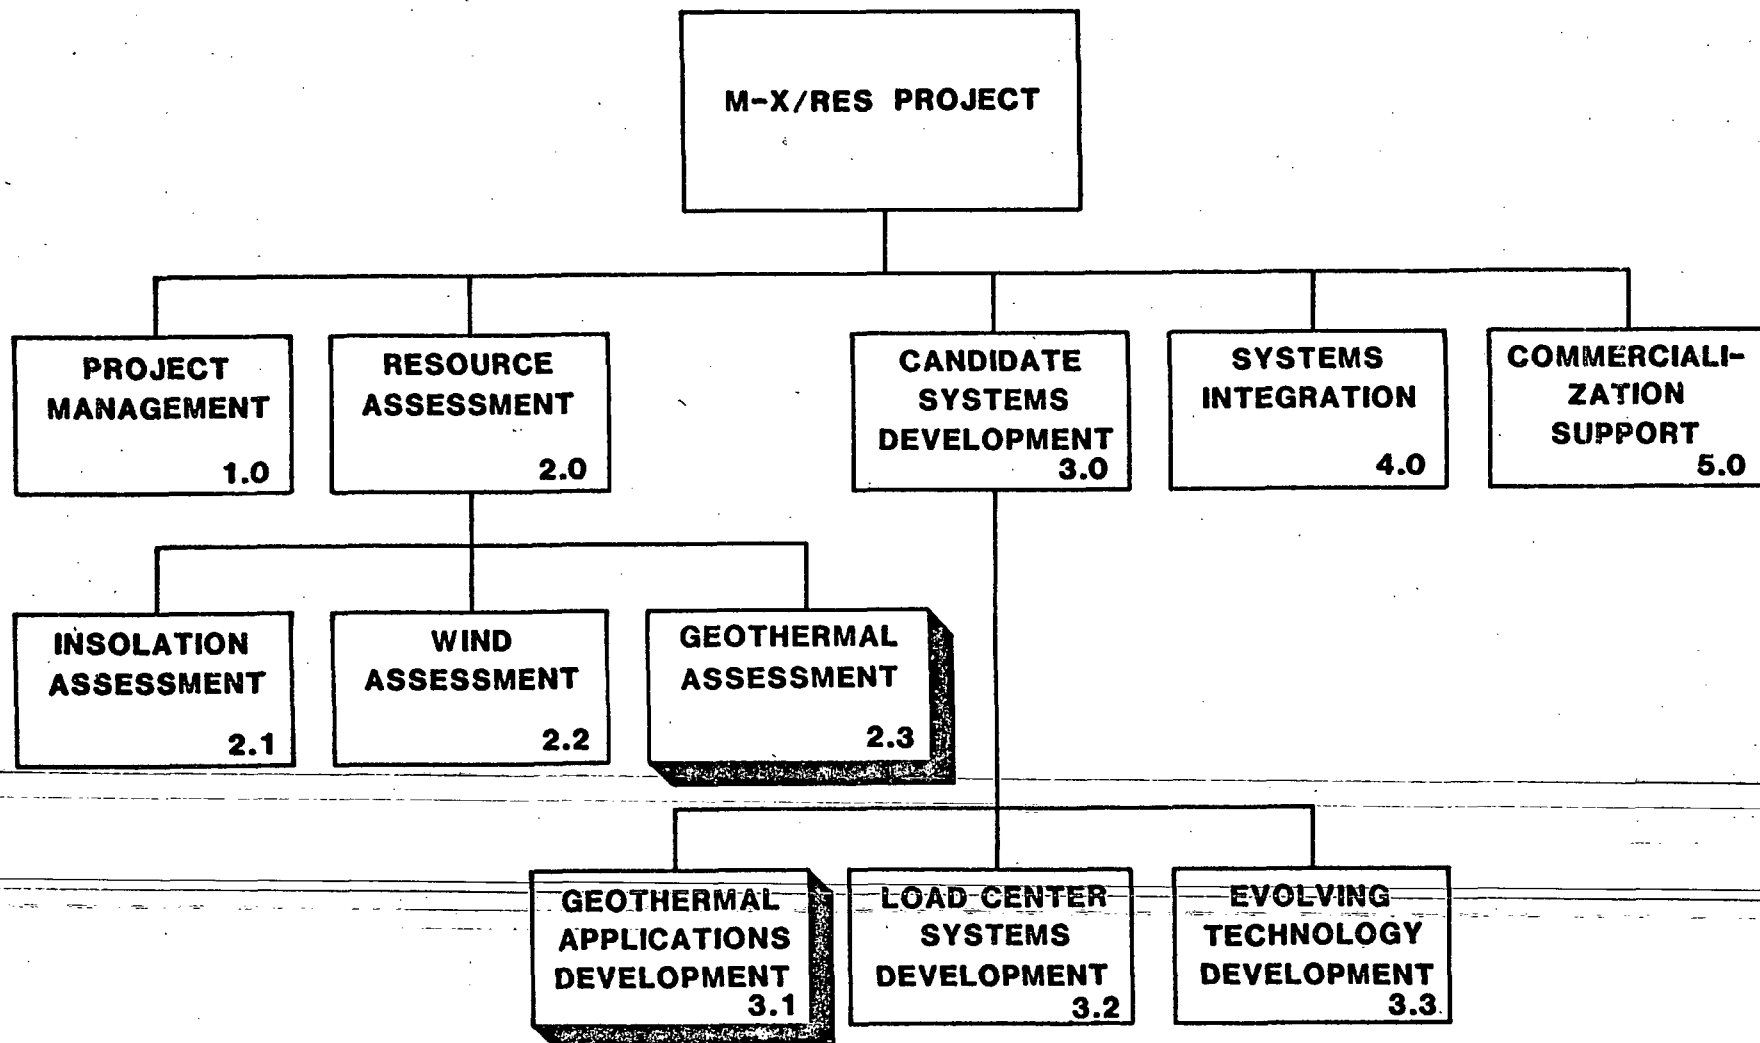 M-X/RES PROJECT
PROJECT
MANAGEMENT
1.0
RESOURCE
ASSESSMENT
2.0
CANDIDATE
SYSTEMS
DEVELOPMENT
3.0
SYSTEMS
INTEGRATION
4.0
COMMERCIALI-
ZATION
SUPPORT
5.0
INSOLATION
ASSESSMENT
2.1
WIND
ASSESSMENT
2.2
GEOTHERMAL
ASSESSMENT
2.3
GEOTHERMAL
APPLICATIONS
DEVELOPMENT
3.1
LOAD CENTER
SYSTEMS
DEVELOPMENT
3.2
EVOLVING
TECHNOLOGY
DEVELOPMENT
3.3